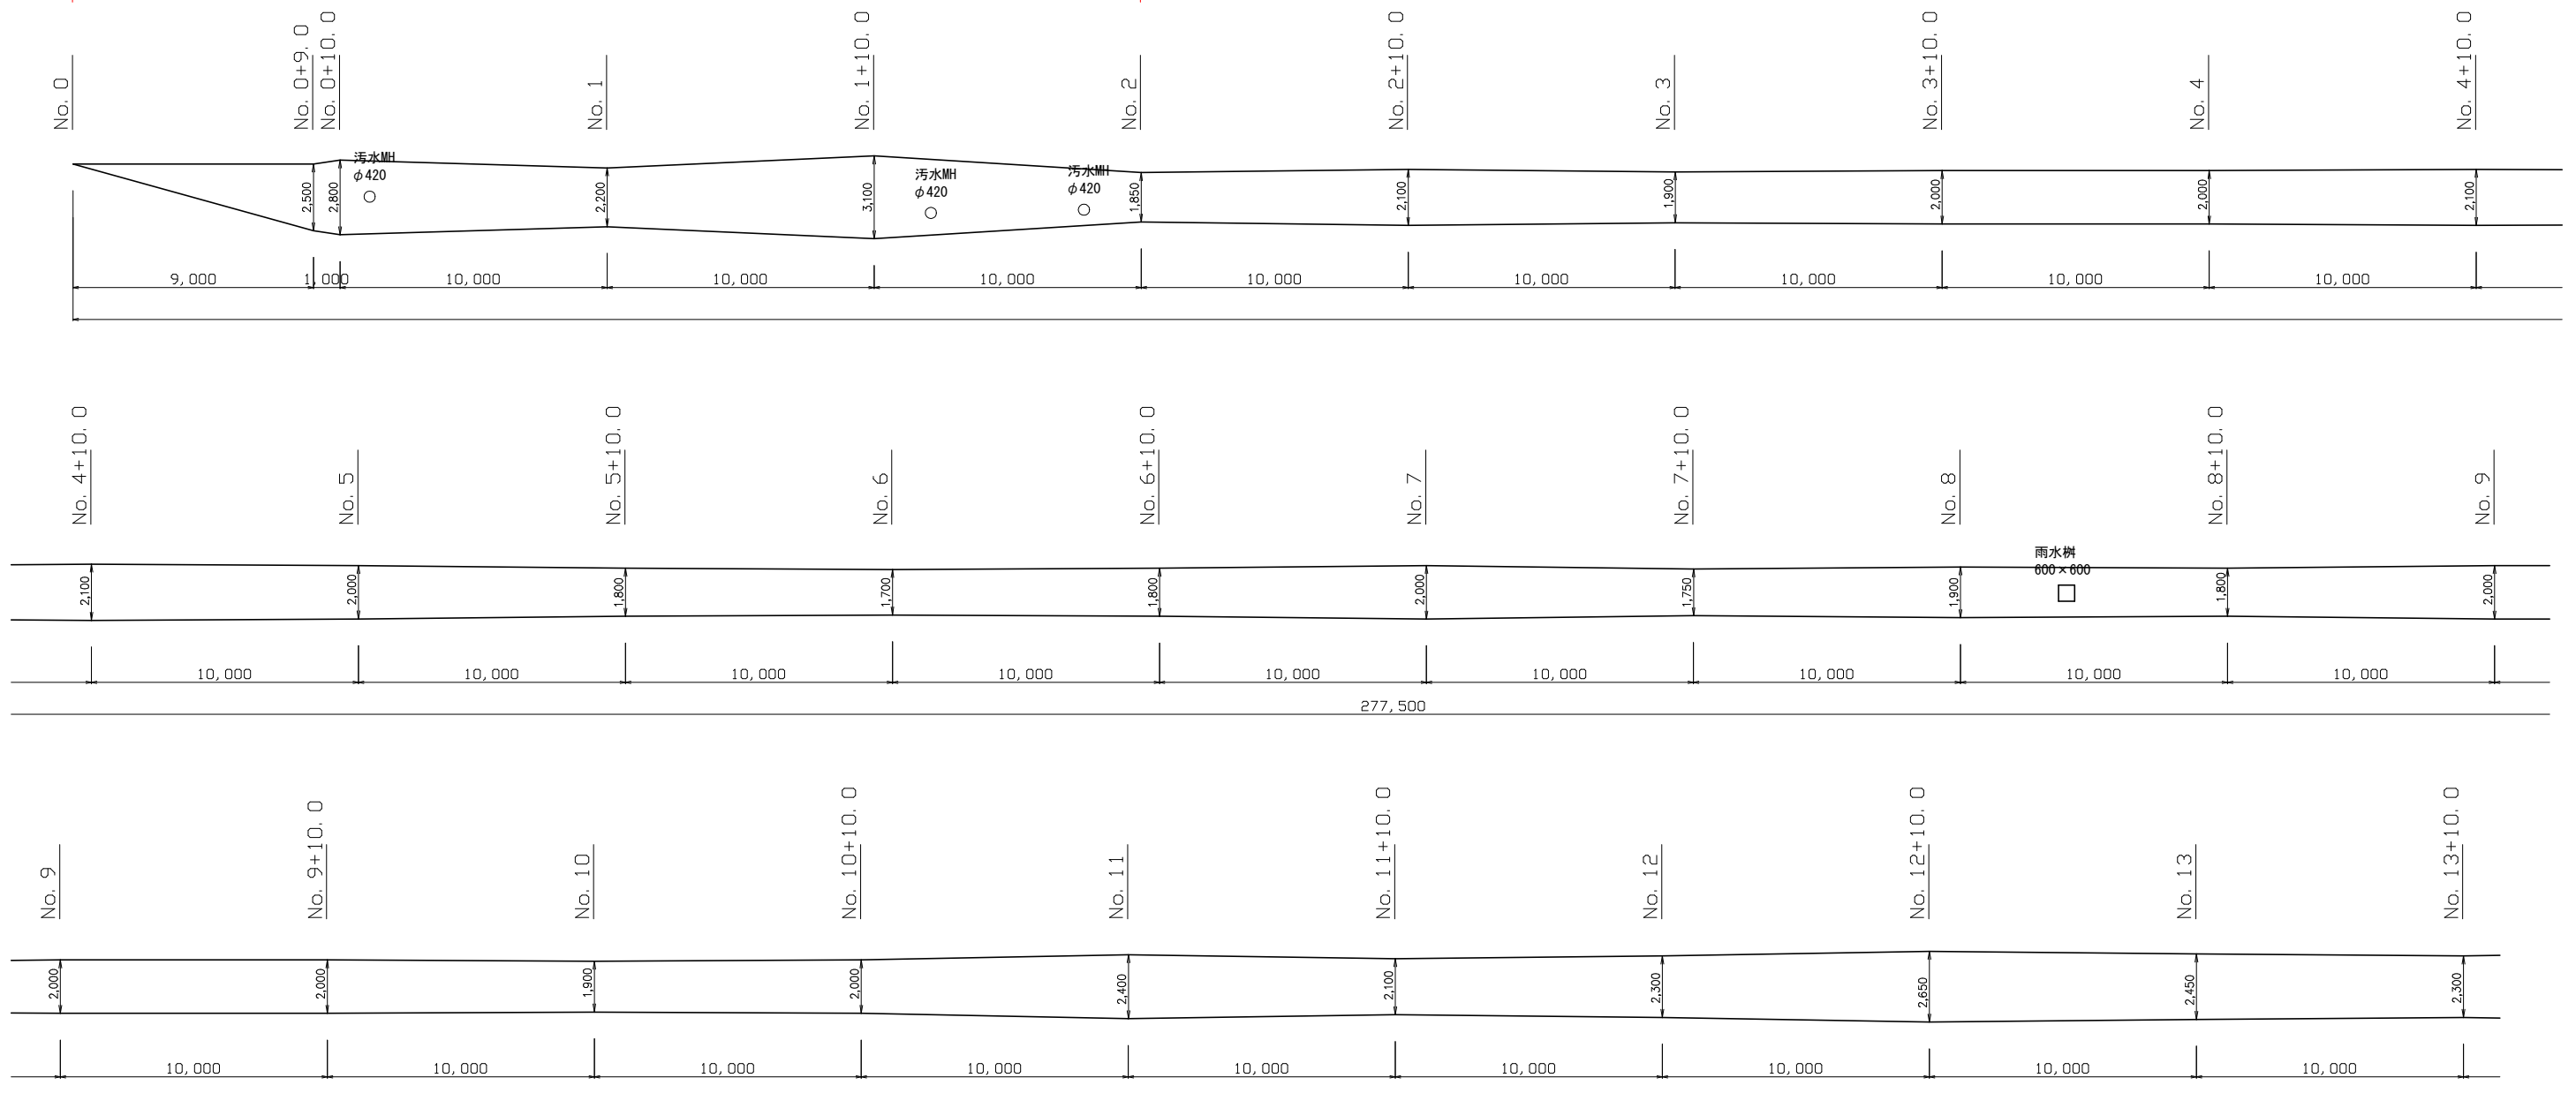 No. 0
No. 0+9. 0
No. 0+10. 0
No. 1
No. 1+10. 0
No. 2
No. 2+10. 0
No. 3
No. 3+10. 0
No. 4
No. 4+10. 0
汚水MH
φ420
汚水MH
φ420
汚水MH
φ420
2,500
2,800
2,200
3,100
1,850
2,100
1,900
2,000
2,000
2,100
9,000
1,000
10,000
10,000
10,000
10,000
10,000
10,000
10,000
10,000
No. 4+10. 0
No. 5
No. 5+10. 0
No. 6
No. 6+10. 0
No. 7
No. 7+10. 0
No. 8
No. 8+10. 0
No. 9
雨水桝
600×600
2,100
2,000
1,800
1,700
1,800
2,000
1,750
1,900
1,800
2,000
10,000
10,000
10,000
10,000
10,000
10,000
10,000
10,000
10,000
277,500
No. 9
No. 9+10. 0
No. 10
No. 10+10. 0
No. 11
No. 11+10. 0
No. 12
No. 12+10. 0
No. 13
No. 13+10. 0
2,000
2,000
1,900
2,000
2,400
2,100
2,300
2,650
2,450
2,300
10,000
10,000
10,000
10,000
10,000
10,000
10,000
10,000
10,000